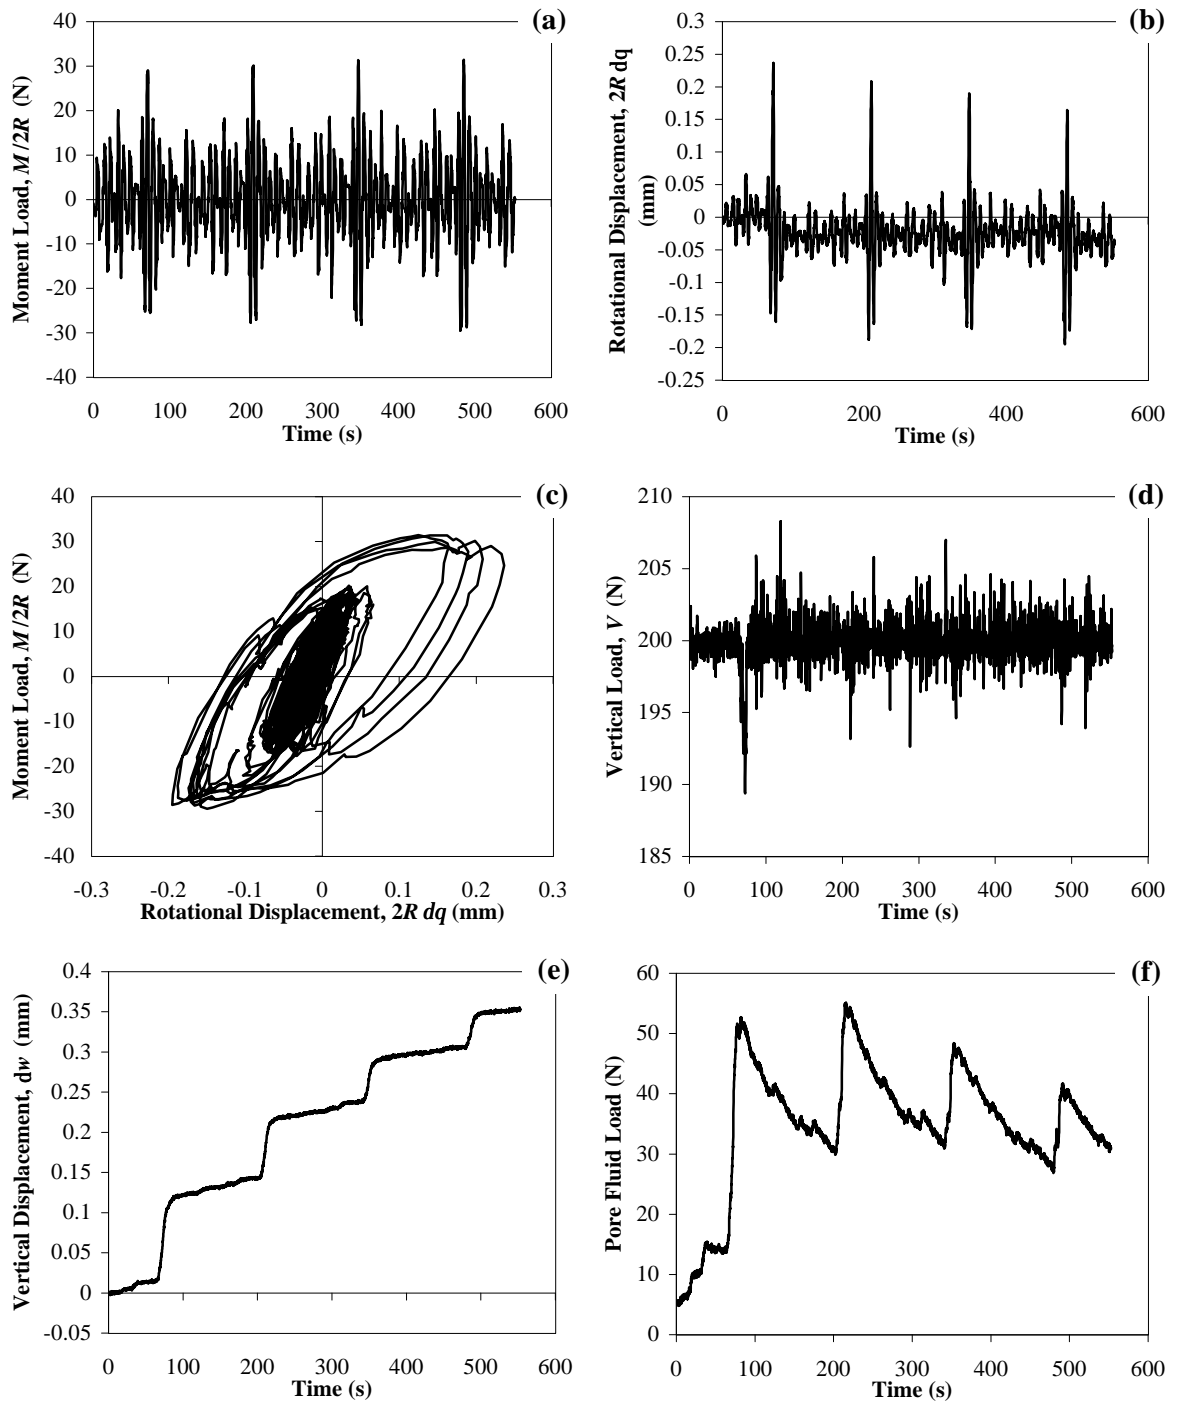 (a)
40
30
20
10
0
-10
-20
-30
-40
Moment Load, M/2R (N)
0 100 200 300 400 500 600
Time (s)
(b)
0.3
0.25
0.2
0.15
0.1
0.05
0
-0.05
-0.1
-0.15
-0.2
-0.25
Rotational Displacement, 2R dq
(mm)
0 200 400 600
Time (s)
(c)
40
30
20
10
0
-10
-20
-30
-40
Moment Load, M/2R (N)
-0.3 -0.2 -0.1 0 0.1 0.2 0.3
Rotational Displacement, 2R dq (mm)
(d)
210
205
200
195
190
185
Vertical Load, V (N)
0 100 200 300 400 500 600
Time (s)
(e)
0.4
0.35
0.3
0.25
0.2
0.15
0.1
0.05
0
-0.05
Vertical Displacement, dw (mm)
0 100 200 300 400 500 600
Time (s)
(f)
60
50
40
30
20
10
0
Pore Fluid Load (N)
0 100 200 300 400 500 600
Time (s)